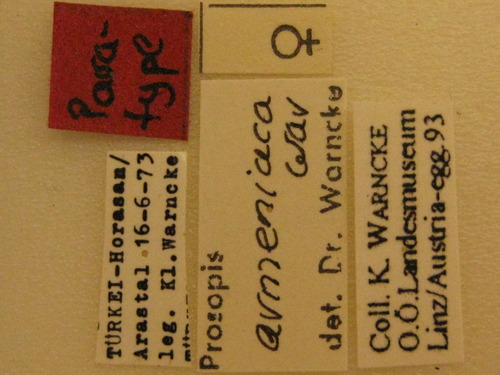 Para-
type
♀
TÜRKEI-Horasan/
Arastal 16-6-73
leg. Kl.Warncke
Prosopis
armeniaca
War
det. Dr. Warncke
Coll. K. WARNCKE
O.Ö.Landesmuseum
Linz/Austria-egg.93